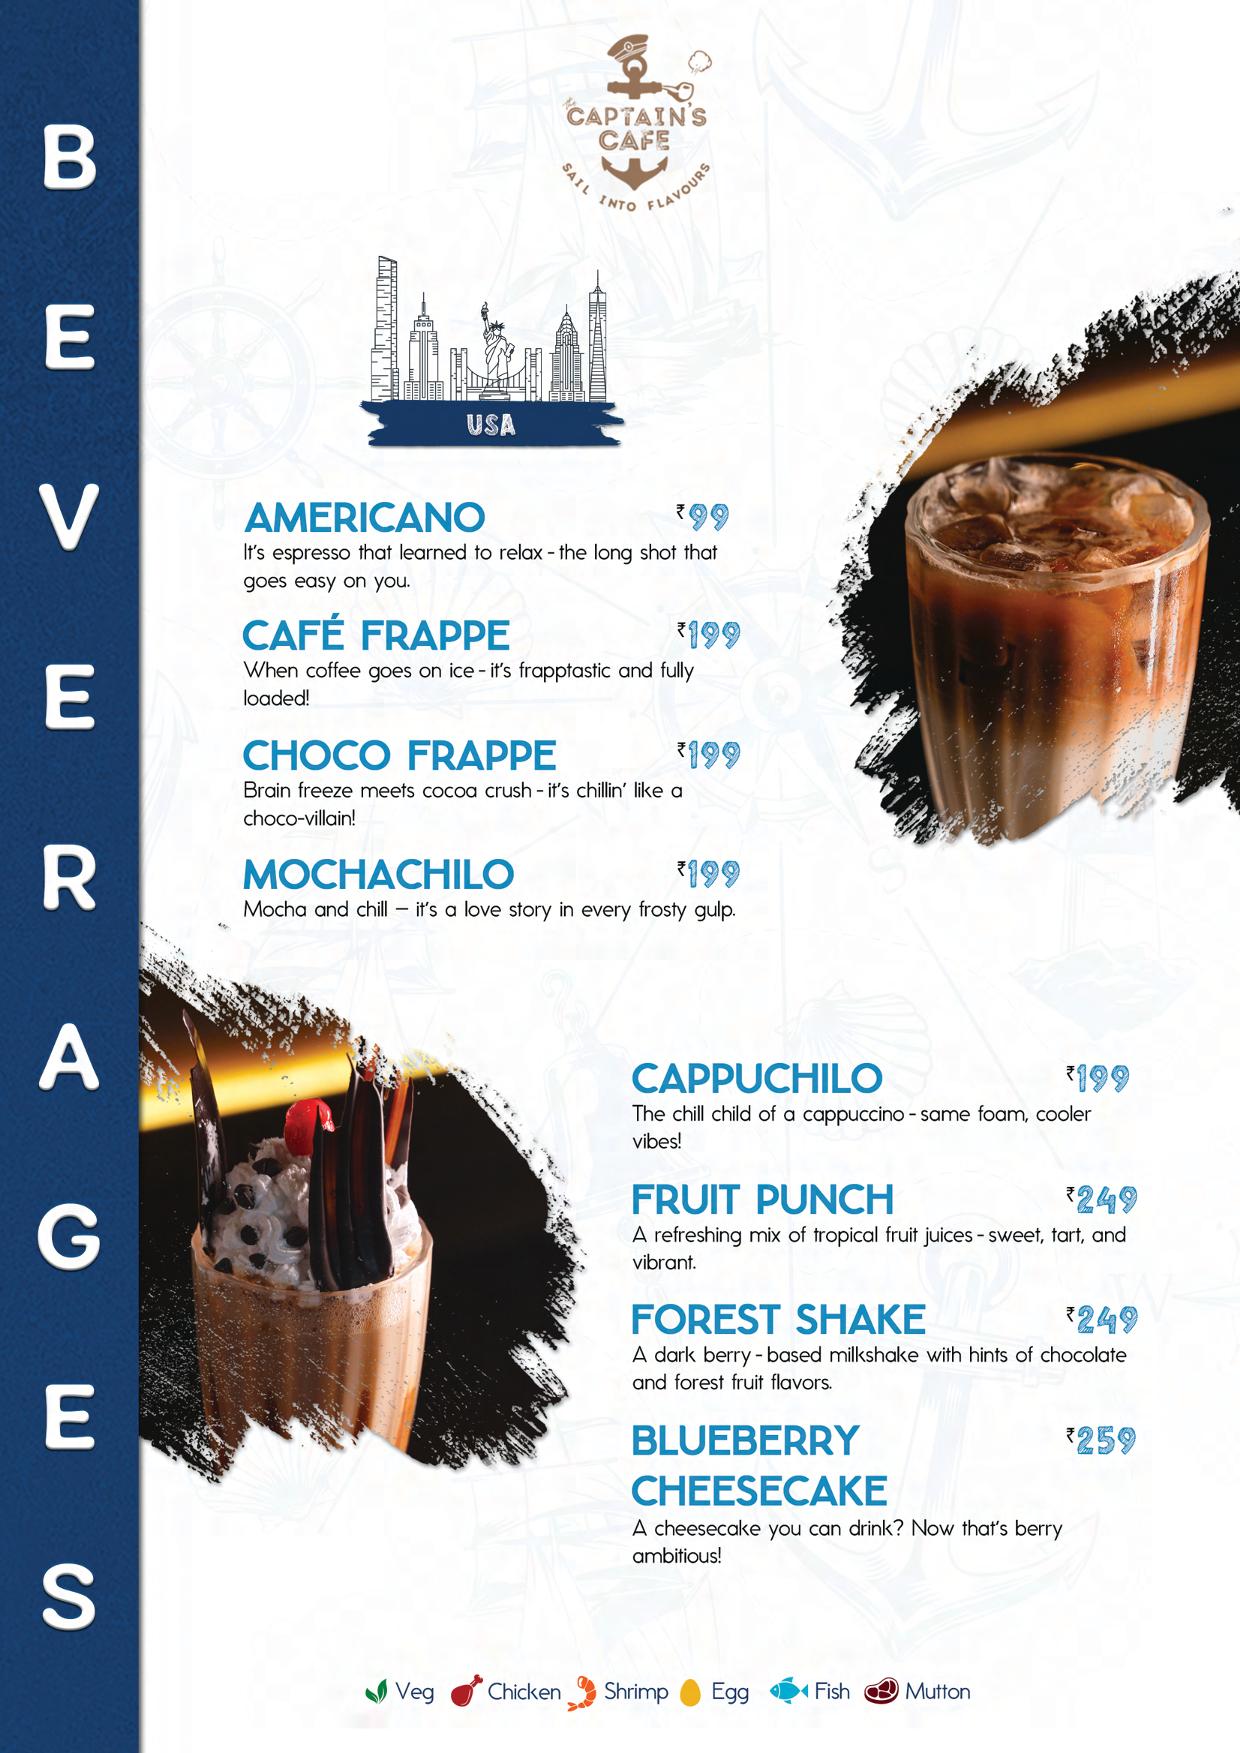 BEVERAGES
The
CAPTAIN'S
CAFE
SAIL INTO FLAVOURS
USA
AMERICANO ₹99
It's espresso that learned to relax - the long shot that
goes easy on you.
CAFÉ FRAPPE ₹199
When coffee goes on ice - it's frapptastic and fully
loaded!
CHOCO FRAPPE ₹199
Brain freeze meets cocoa crush - it's chillin' like a
choco-villain!
MOCHACHILO ₹199
Mocha and chill – it's a love story in every frosty gulp.
CAPPUCHILO ₹199
The chill child of a cappuccino - same foam, cooler
vibes!
FRUIT PUNCH ₹249
A refreshing mix of tropical fruit juices - sweet, tart, and
vibrant.
FOREST SHAKE ₹249
A dark berry - based milkshake with hints of chocolate
and forest fruit flavors.
BLUEBERRY ₹259
CHEESECAKE
A cheesecake you can drink? Now that's berry
ambitious!
Veg Chicken Shrimp Egg Fish Mutton
S
W